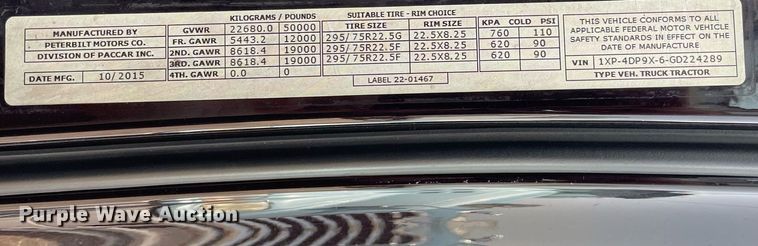 MANUFACTURED BY
PETERBILT MOTORS CO.
DIVISION OF PACCAR INC.
DATE MFG. 10/2015
KILOGRAMS / POUNDS SUITABLE TIRE - RIM CHOICE
TIRE SIZE RIM SIZE KPA COLD PSI
GVWR 22680.0 50000
FR. GAWR 5443.2 12000 295/75R22.5G 22.5X8.25 760 110
2ND. GAWR 8618.4 19000 295/75R22.5F 22.5X8.25 620 90
3RD. GAWR 8618.4 19000 295/75R22.5F 22.5X8.25 620 90
4TH. GAWR 0.0 0
LABEL 22-01467
THIS VEHICLE CONFORMS TO ALL
APPLICABLE FEDERAL MOTOR VEHICLE
SAFETY STANDARDS IN EFFECT ON THE
DATE OF MANUFACTURE
VIN 1XP-4DP9X-6-GD224289
TYPE VEH. TRUCK TRACTOR
Purple Wave Auction